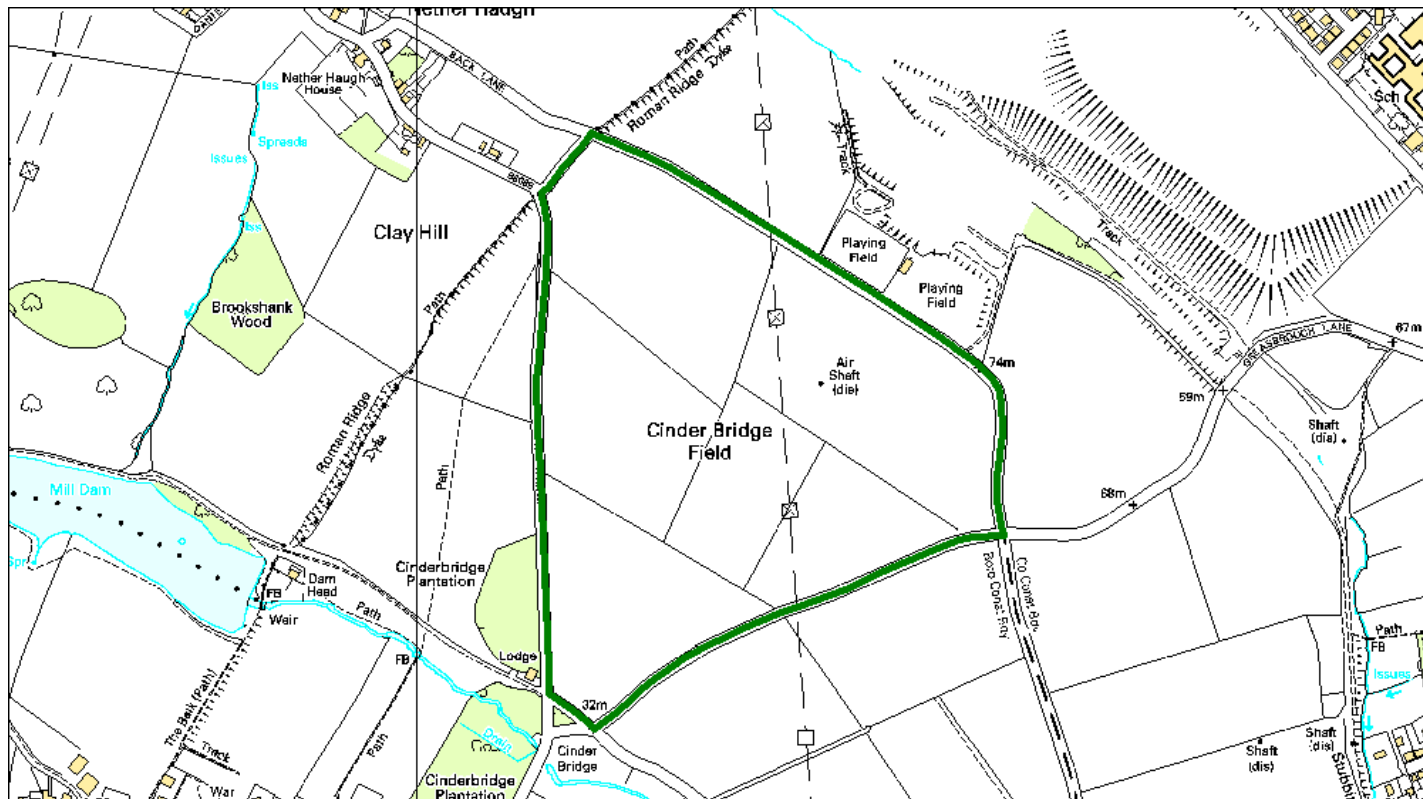 Nether Haugh
BACK LANE
Path
Roman Ridge
Dyke
Nether Haugh
House
Iss
Spreads
Issues
Iss
Sch
Track
Track
B6089
Clay Hill
Playing
Field
Playing
Field
Brookshank
Wood
Path
GREASBROUGH LANE
67m
74m
Air
Shaft
(dis)
59m
Roman Ridge
Dyke
Cinder Bridge
Field
Shaft
(dis)
Path
Mill Dam
68m
Spr
Cinderbridge
Plantation
Dam
Head
FB
Weir
Path
Boro Const Bdy
Co Const Bdy
Path
FB
FB
Lodge
Issues
32m
The Balk (Path)
Track
Path
Drain
Cinder
Bridge
Shaft
(dis)
Shaft
(dis)
Cinderbridge
Plantation
War